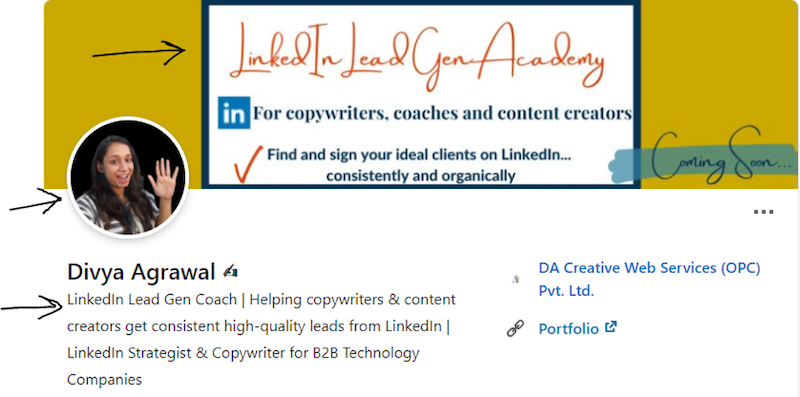 LinkedIn Lead Gen Academy
in For copywriters, coaches and content creators
Find and sign your ideal clients on LinkedIn...
consistently and organically
Coming Soon...
Divya Agrawal ✍
LinkedIn Lead Gen Coach | Helping copywriters & content
creators get consistent high-quality leads from LinkedIn |
LinkedIn Strategist & Copywriter for B2B Technology
Companies
DA Creative Web Services (OPC)
Pvt. Ltd.
Portfolio